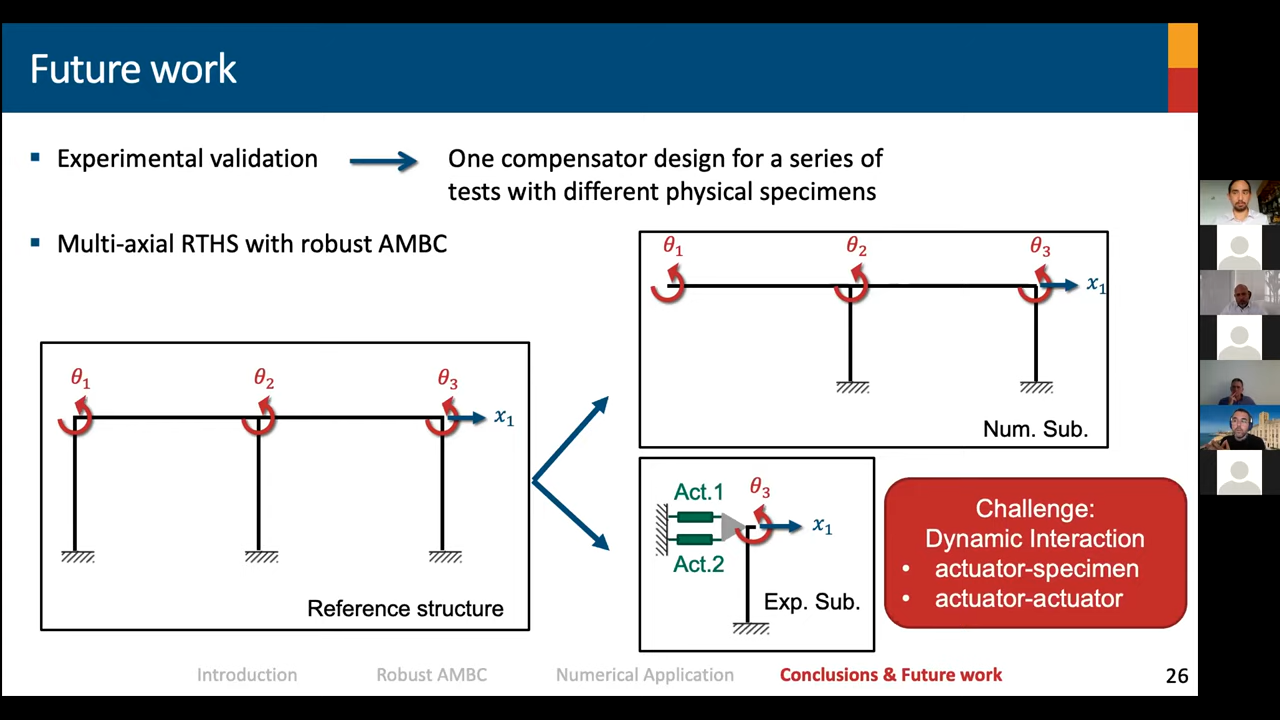 Future work
▪ Experimental validation
One compensator design for a series of
tests with different physical specimens
▪ Multi-axial RTHS with robust AMBC
θ1
θ2
θ3
x1
Reference structure
θ1
θ2
θ3
x1
Num. Sub.
Act.1
θ3
x1
Act.2
Exp. Sub.
Challenge:
Dynamic Interaction
• actuator-specimen
• actuator-actuator
Introduction
Robust AMBC
Numerical Application
Conclusions & Future work
26